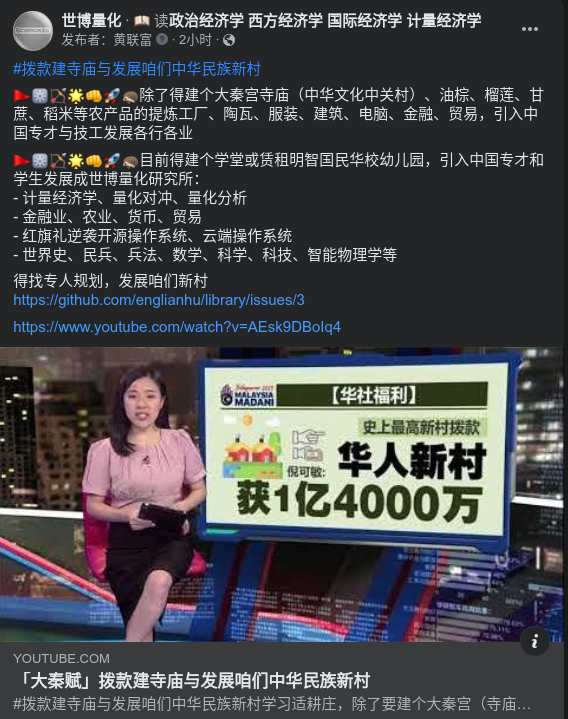 世博量化 · 📖 读政治经济学 西方经济学 国际经济学 计量经济学
发布者：黄联富 · 2小时 ·
#拨款建寺庙与发展咱们中华民族新村
🚩⚛️🏹🌟👊🚀🦔除了得建个大秦宫寺庙（中华文化中关村）、油棕、榴莲、甘
蔗、稻米等农产品的提炼工厂、陶瓦、服装、建筑、电脑、金融、贸易，引入中
国专才与技工发展各行各业
🚩⚛️🏹🌟👊🚀🦔目前得建个学堂或赁租明智国民华校幼儿园，引入中国专才和
学生发展成世博量化研究所：
- 计量经济学、量化对冲、量化分析
- 金融业、农业、货币、贸易
- 红旗礼逆袭开源操作系统、云端操作系统
- 世界史、民兵、兵法、数学、科学、科技、智能物理学等
得找专人规划，发展咱们新村
https://github.com/englianhu/library/issues/3
https://www.youtube.com/watch?v=AEsk9DBoIq4
MALAYSIA
MADANI
【华社福利】
史上最高新村拨款
倪可敏:
华人新村
获1亿4000万
YOUTUBE.COM
「大秦赋」拨款建寺庙与发展咱们中华民族新村
#拨款建寺庙与发展咱们中华民族新村学习适耕庄，除了要建个大秦宫（寺庙…